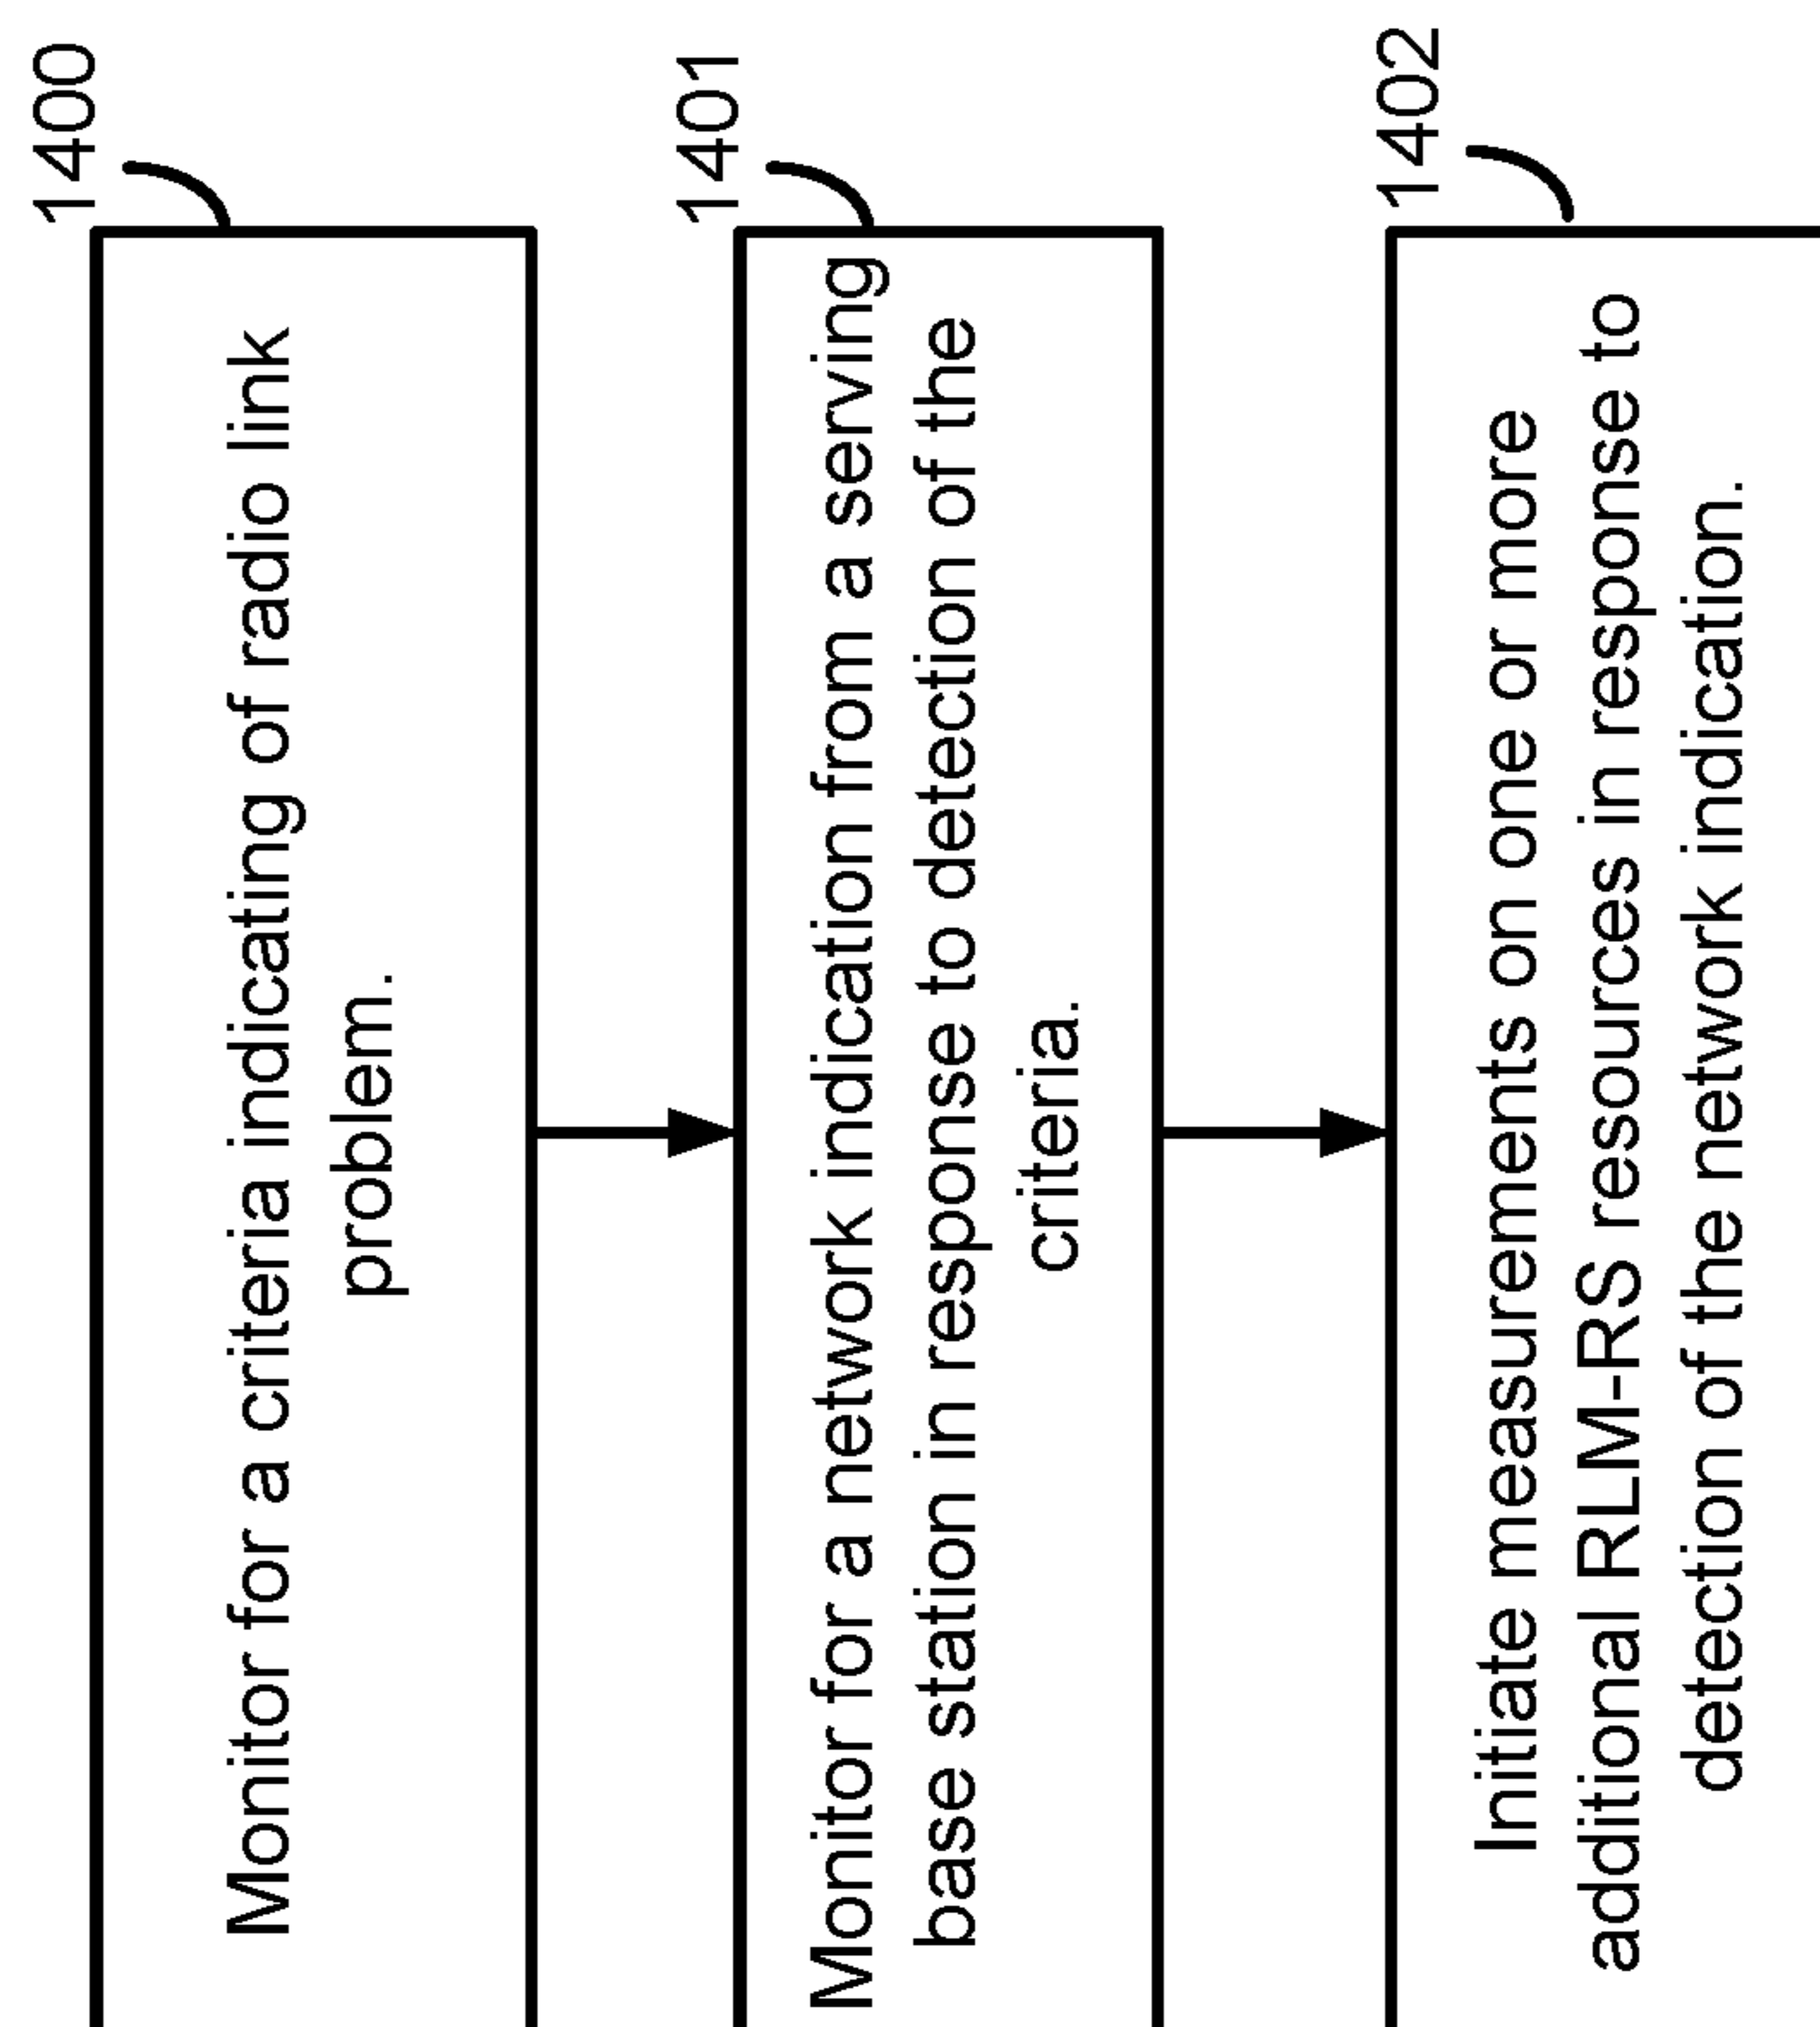 1400
Monitor for a criteria indicating of radio link
problem.
1401
Monitor for a network indication from a serving
base station in response to detection of the
criteria.
1402
Initiate measurements on one or more
additional RLM-RS resources in response to
detection of the network indication.